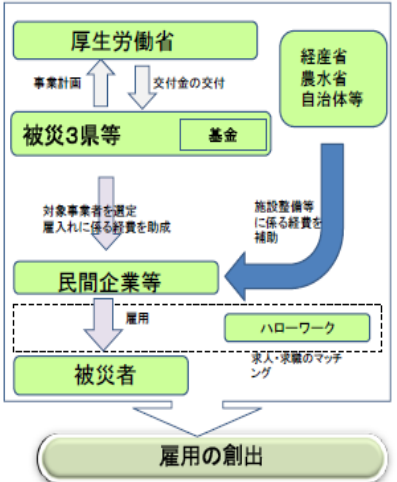 厚生労働省
経産省
農水省
自治体等
事業計画
交付金の交付
被災3県等
基金
対象事業者を選定
雇入れに係る経費を助成
施設整備等
に係る経費を
補助
民間企業等
雇用
ハローワーク
求人・求職のマッチ
ング
被災者
雇用の創出